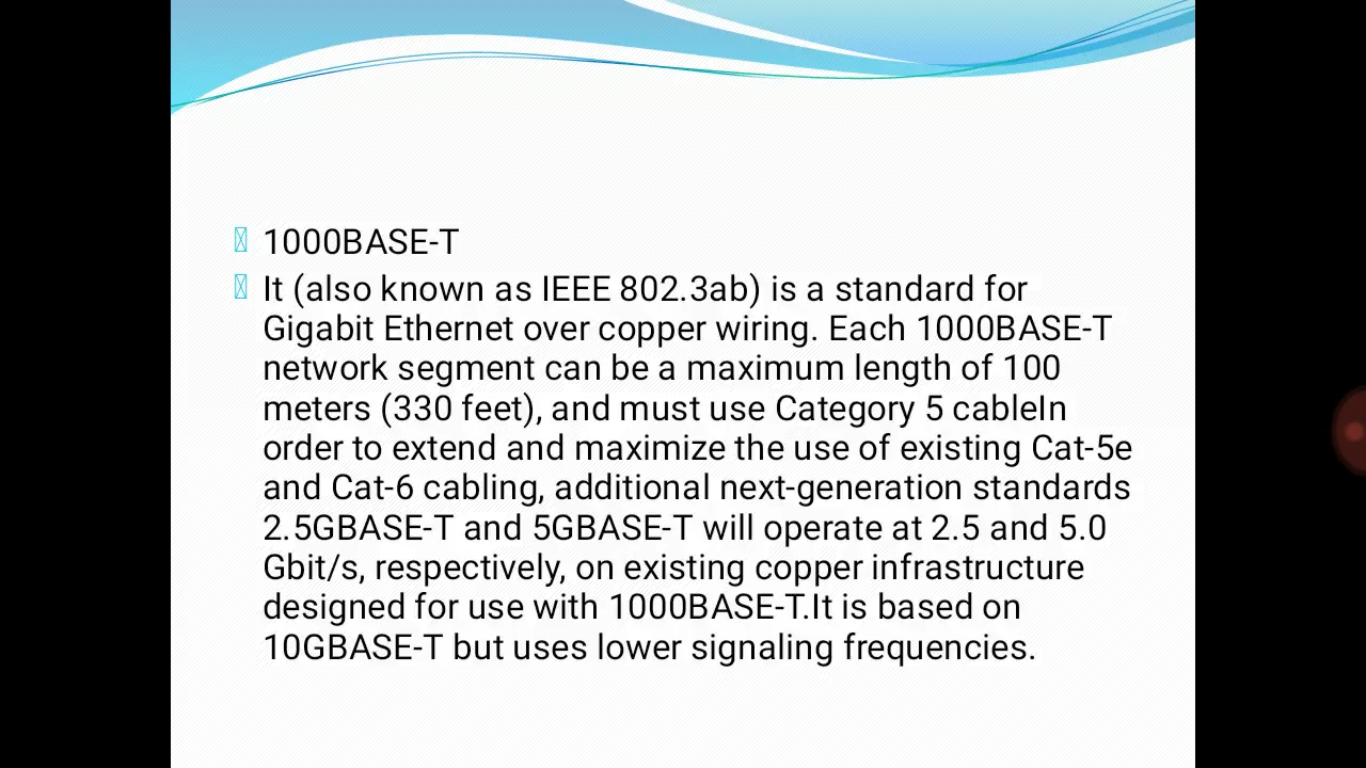 1000BASE-T
It (also known as IEEE 802.3ab) is a standard for
Gigabit Ethernet over copper wiring. Each 1000BASE-T
network segment can be a maximum length of 100
meters (330 feet), and must use Category 5 cableIn
order to extend and maximize the use of existing Cat-5e
and Cat-6 cabling, additional next-generation standards
2.5GBASE-T and 5GBASE-T will operate at 2.5 and 5.0
Gbit/s, respectively, on existing copper infrastructure
designed for use with 1000BASE-T.It is based on
10GBASE-T but uses lower signaling frequencies.